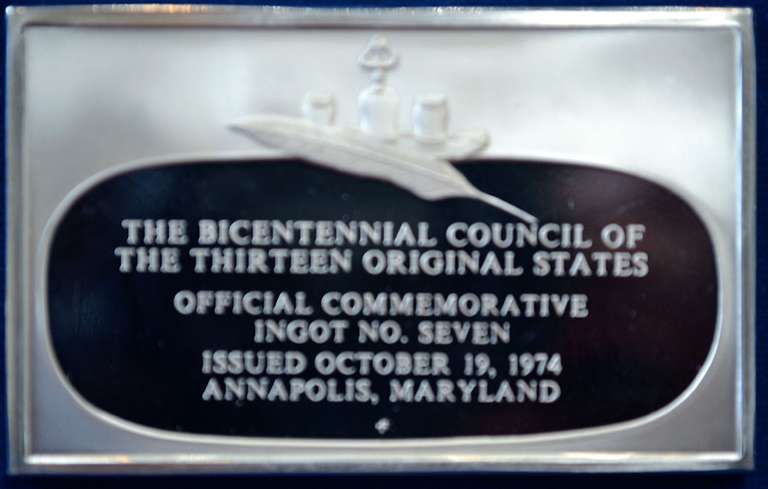 THE BICENTENNIAL COUNCIL OF
THE THIRTEEN ORIGINAL STATES
OFFICIAL COMMEMORATIVE
INGOT NO. SEVEN
ISSUED OCTOBER 19, 1974
ANNAPOLIS, MARYLAND